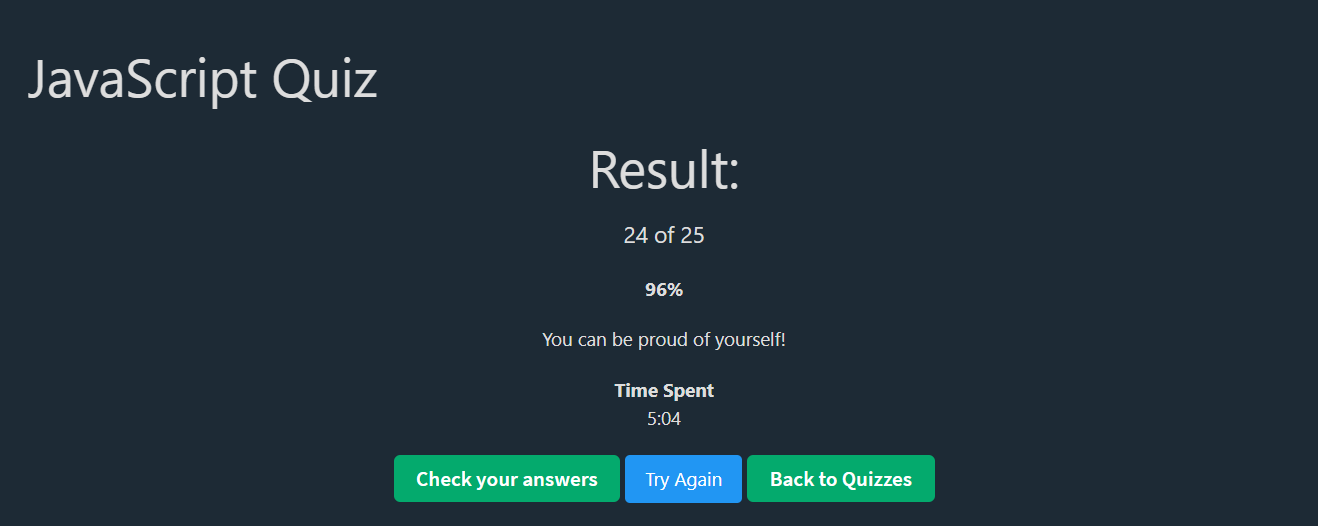 JavaScript Quiz
Result:
24 of 25
96%
You can be proud of yourself!
Time Spent
5:04
Check your answers Try Again Back to Quizzes